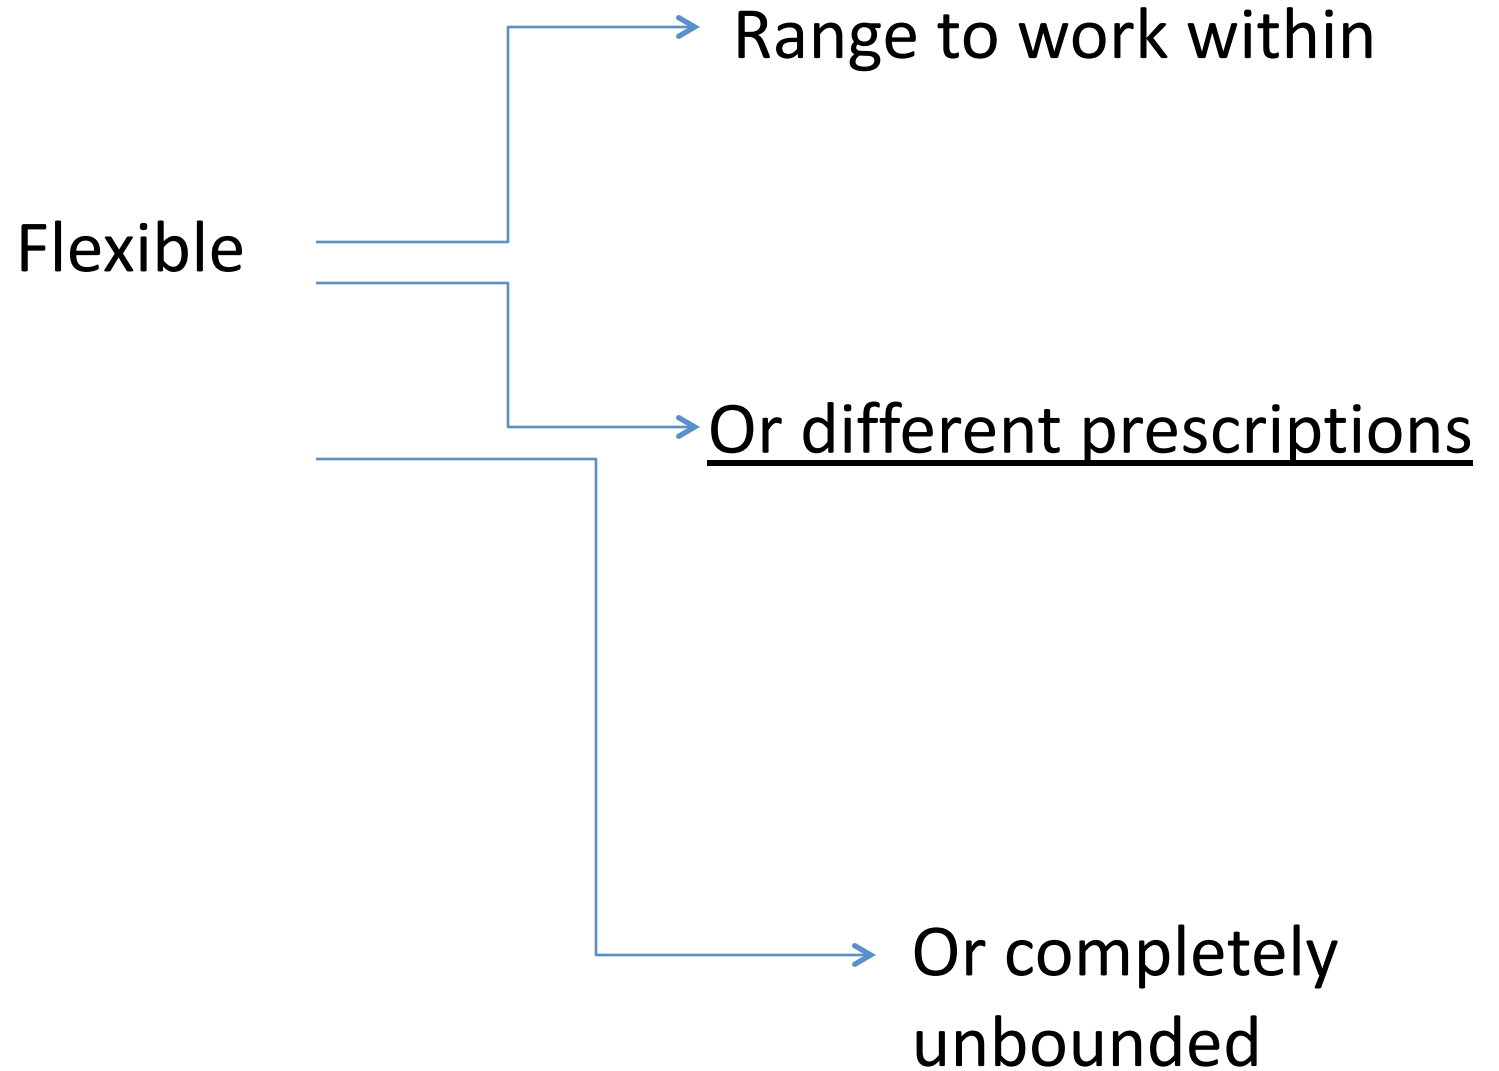 Range to work within
Flexible
Or different prescriptions
Or completely
unbounded